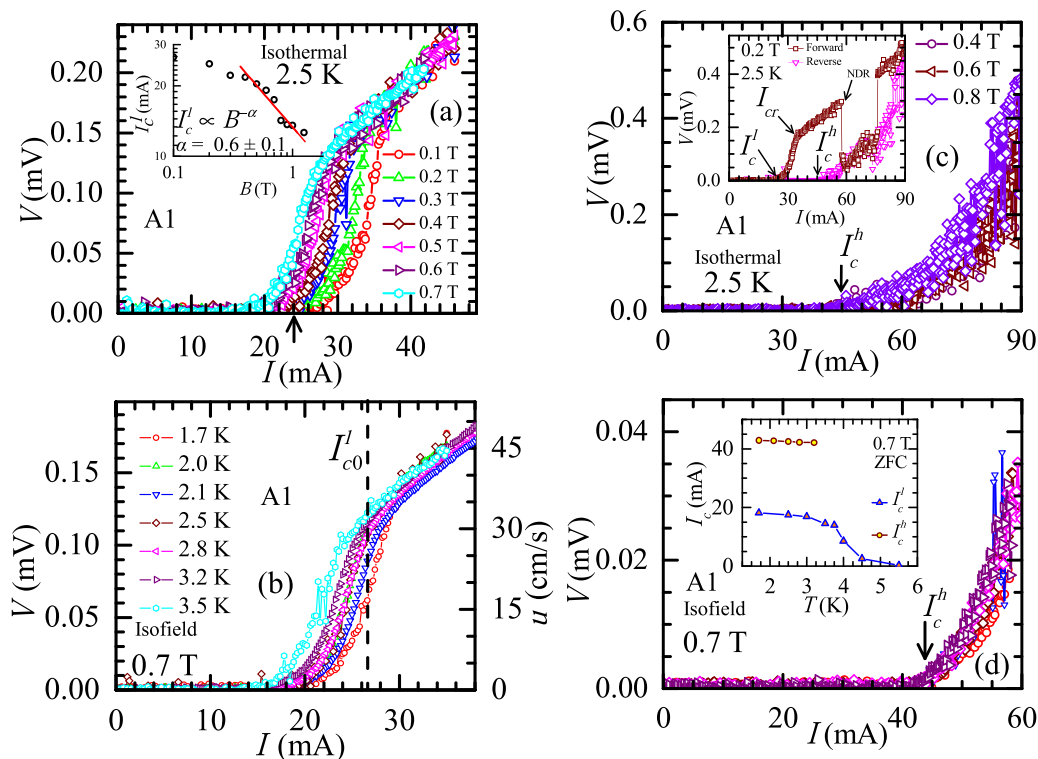 0.20
0.15
0.10
0.05
0.00
V (mV)
30
10
I_c^l (mA)
0.1
1
B (T)
Isothermal
2.5 K
I_c^l ∝ B^-α
α = 0.6 ± 0.1
(a)
A1
0.1 T
0.2 T
0.3 T
0.4 T
0.5 T
0.6 T
0.7 T
0 10 20 30 40
I (mA)
0.6
0.4
0.2
0.0
V (mV)
0.4
0.2
0.0
V (mV)
0.2 T
2.5 K
Forward
Reverse
NDR
I_cr
I_c^l
I_c^h
0 30 60 90
I (mA)
0.4 T
0.6 T
0.8 T
(c)
A1
Isothermal
2.5 K
I_c^h
0 30 60 90
I (mA)
0.15
0.10
0.05
0.00
V (mV)
1.7 K
2.0 K
2.1 K
2.5 K
2.8 K
3.2 K
3.5 K
I_c0^l
A1
(b)
Isofield
0.7 T
45
30
15
0
u (cm/s)
0 10 20 30
I (mA)
0.04
0.02
0.00
V (mV)
40
20
0
I_c (mA)
0.7 T
ZFC
I_c^l
I_c^h
1 2 3 4 5 6
T (K)
A1
Isofield
0.7 T
I_c^h
(d)
0 20 40 60
I (mA)